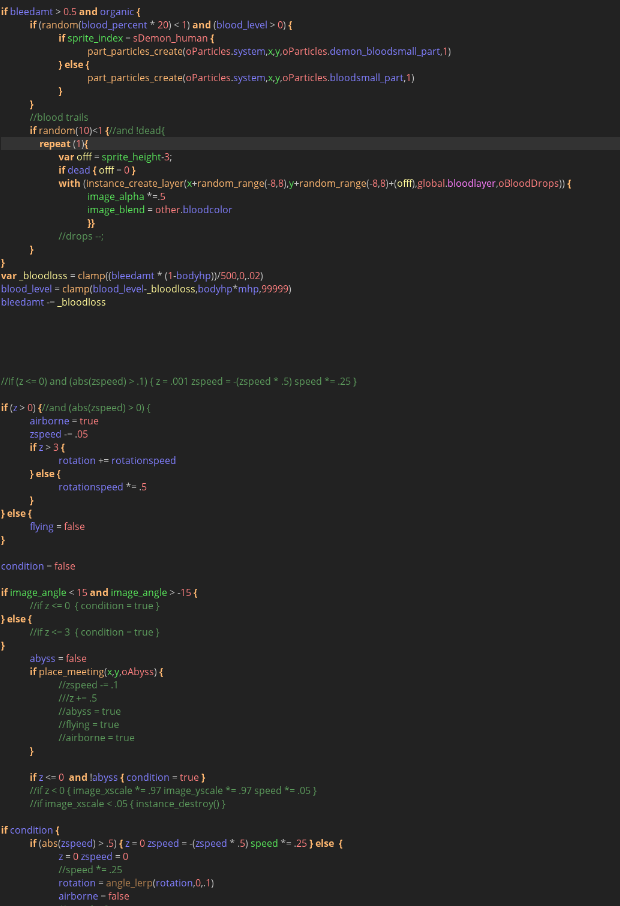 if bleedamt > 0.5 and organic {
if (random(blood_percent * 20) < 1) and (blood_level > 0) {
if sprite_index = sDemon_human {
part_particles_create(oParticles.system,x,y,oParticles.demon_bloodsmall_part,1)
} else {
part_particles_create(oParticles.system,x,y,oParticles.bloodsmall_part,1)
}
}
//blood trails
if random(10)<1 {//and !dead{
repeat (1){
var offf = sprite_height-3;
if dead { offf = 0 }
with (instance_create_layer(x+random_range(-8,8),y+random_range(-8,8)+(offf),global.bloodlayer,oBloodDrops)) {
image_alpha *=.5
image_blend = other.bloodcolor
}}
//drops --;
}
}
var _bloodloss = clamp((bleedamt * (1-bodyhp))/500,0,.02)
blood_level = clamp(blood_level-_bloodloss,bodyhp*mhp,99999)
bleedamt -= _bloodloss
//if (z <= 0) and (abs(zspeed) > .1) { z = .001 zspeed = -(zspeed * .5) speed *= .25 }
if (z > 0) {//and (abs(zspeed) > 0) {
airborne = true
zspeed -= .05
if z > 3 {
rotation += rotationspeed
} else {
rotationspeed *= .5
}
} else {
flying = false
}
condition = false
if image_angle < 15 and image_angle > -15 {
//if z <= 0 { condition = true }
} else {
//if z <= 3 { condition = true }
}
abyss = false
if place_meeting(x,y,oAbyss) {
//zspeed -= .1
///z += .5
//abyss = true
//flying = true
//airborne = true
}
if z <= 0 and !abyss { condition = true }
//if z < 0 { image_xscale *= .97 image_yscale *= .97 speed *= .05 }
//if image_xscale < .05 { instance_destroy() }
if condition {
if (abs(zspeed) > .5) { z = 0 zspeed = -(zspeed * .5) speed *= .25 } else {
z = 0 zspeed = 0
//speed *= .25
rotation = angle_lerp(rotation,0,.1)
airborne = false